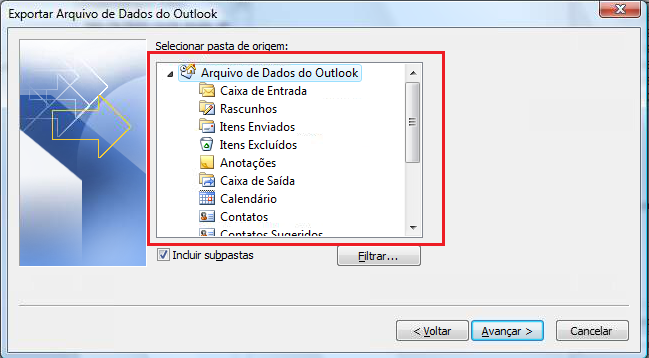 Exportar Arquivo de Dados do Outlook
Selecionar pasta de origem:
Arquivo de Dados do Outlook
Caixa de Entrada
Rascunhos
Itens Enviados
Itens Excluídos
Anotações
Caixa de Saída
Calendário
Contatos
Contatos Sugeridos
Incluir subpastas
Filtrar...
< Voltar
Avançar >
Cancelar